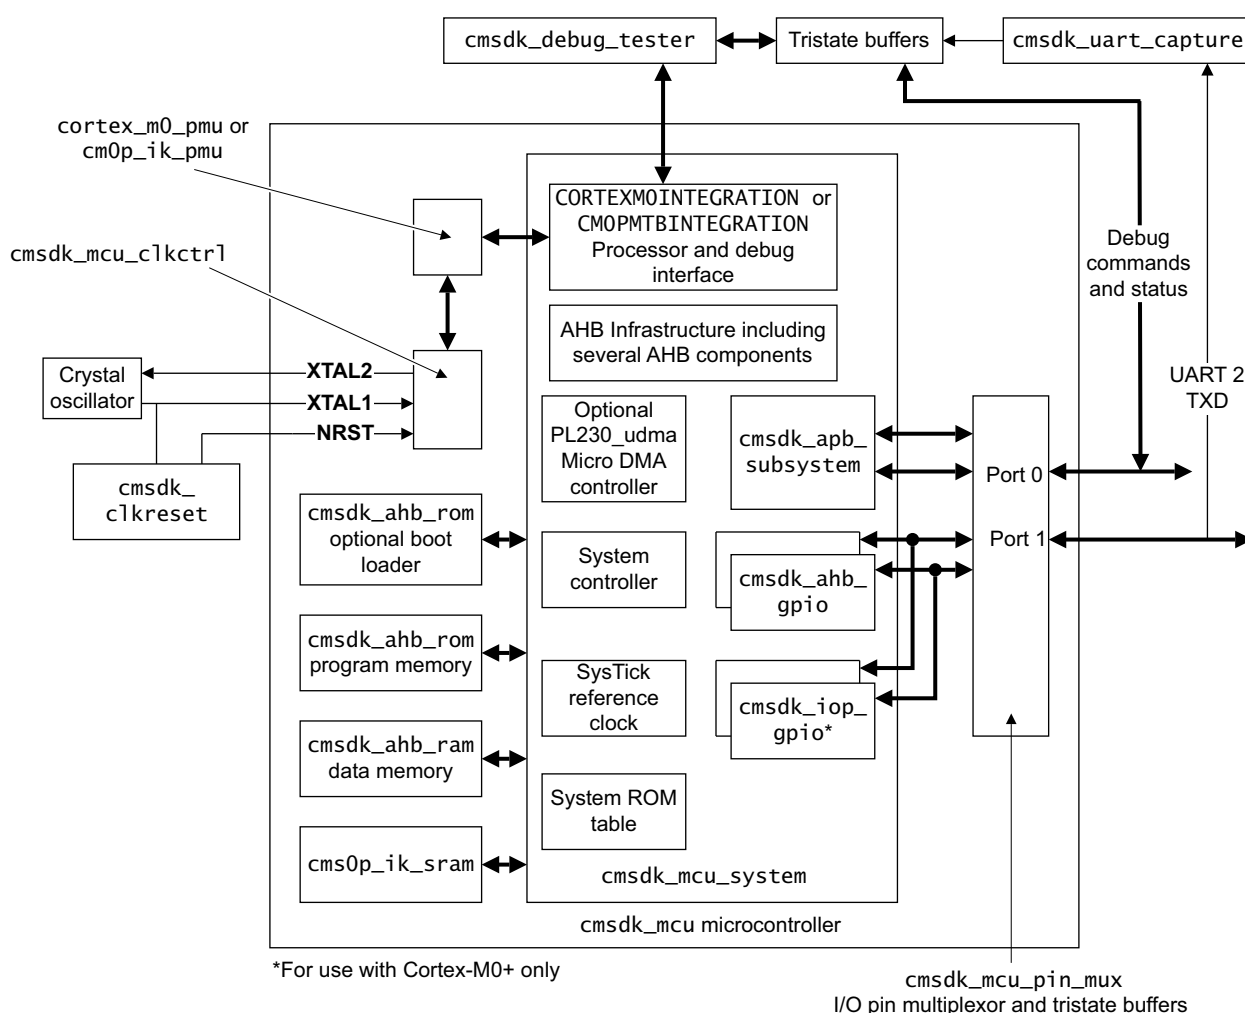 cmsdk_debug_tester
Tristate buffers
cmsdk_uart_capture
cortex_m0_pmu or
cm0p_ik_pmu
CORTEXM0INTEGRATION or
CM0PMTBINTEGRATION
Processor and debug
interface
Debug
commands
and status
cmsdk_mcu_clkctrl
AHB Infrastructure including
several AHB components
Crystal
oscillator
XTAL2
XTAL1
NRST
UART 2
TXD
Optional
PL230_udma
Micro DMA
controller
cmsdk_apb_
subsystem
Port 0
cmsdk_
clkreset
cmsdk_ahb_rom
optional boot
loader
System
controller
cmsdk_ahb_
gpio
Port 1
cmsdk_ahb_rom
program memory
SysTick
reference
clock
cmsdk_iop_
gpio*
cmsdk_ahb_ram
data memory
System ROM
table
cms0p_ik_sram
cmsdk_mcu_system
cmsdk_mcu microcontroller
*For use with Cortex-M0+ only
cmsdk_mcu_pin_mux
I/O pin multiplexor and tristate buffers